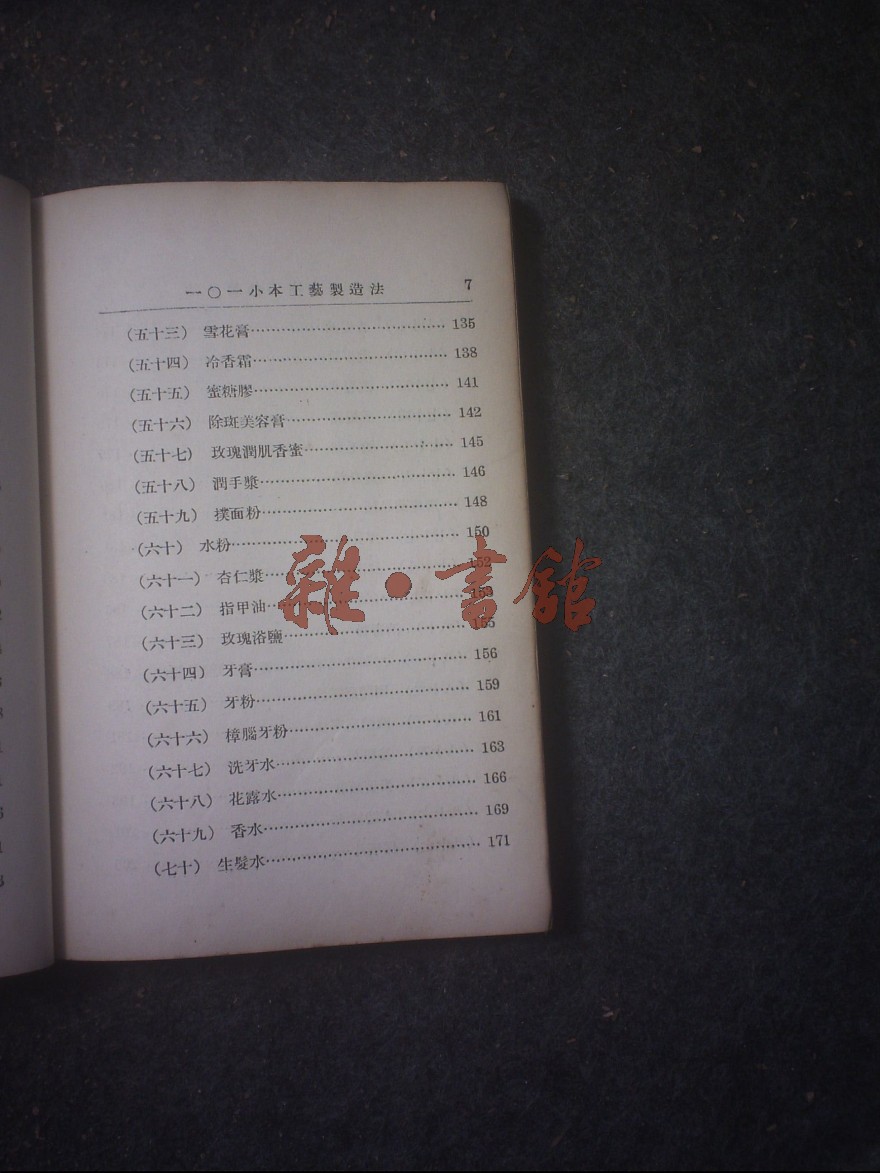 一〇一小本工藝製造法 7
(五十三) 雪花膏 135
(五十四) 冷香霜 138
(五十五) 蜜糖膠 141
(五十六) 除斑美容膏 142
(五十七) 玫瑰潤肌香蜜 145
(五十八) 潤手漿 146
(五十九) 撲面粉 148
(六十) 水粉 150
(六十一) 杏仁漿 152
(六十二) 指甲油 153
(六十三) 玫瑰浴鹽 155
(六十四) 牙膏 156
(六十五) 牙粉 159
(六十六) 樟腦牙粉 161
(六十七) 洗牙水 163
(六十八) 花露水 166
(六十九) 香水 169
(七十) 生髮水 171
雜·書館